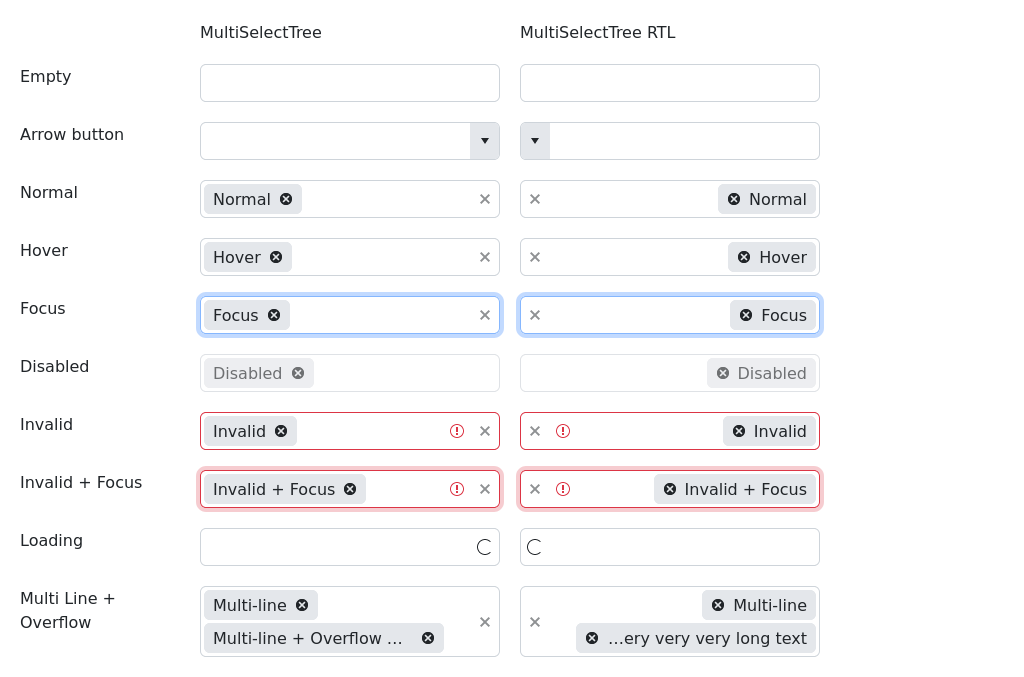 MultiSelectTree MultiSelectTree RTL
Empty
Arrow button
Normal Normal Normal
Hover Hover Hover
Focus Focus Focus
Disabled Disabled Disabled
Invalid Invalid Invalid
Invalid + Focus Invalid + Focus Invalid + Focus
Loading
Multi Line + Overflow
Multi-line Multi-line
Multi-line + Overflow ... ...ery very very long text